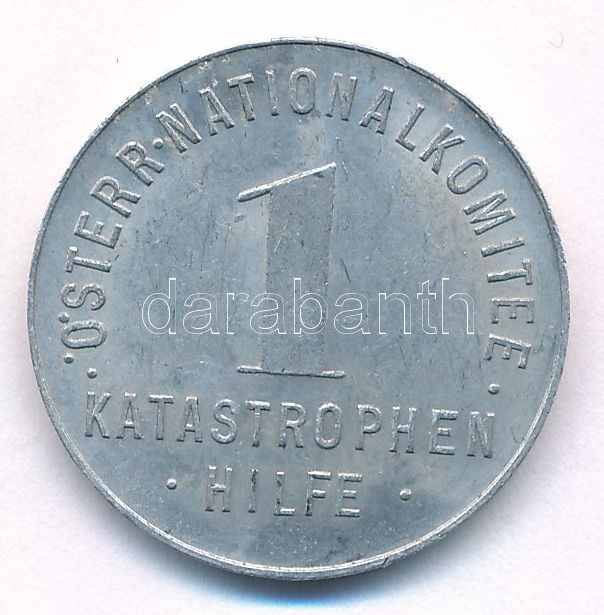 ·ÖSTERR·NATIONALKOMITEE·
1
darabanth
KATASTROPHEN
· HILFE ·